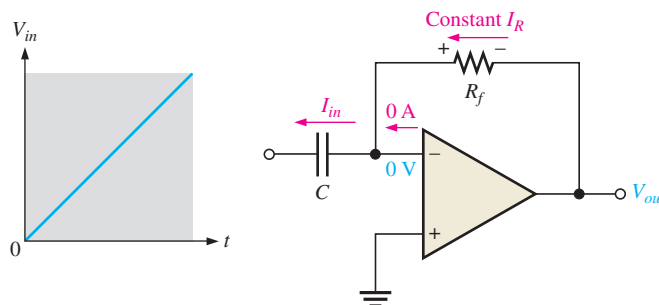 V_in
0
t
Constant I_R
+ −
R_f
I_in
0 A
0 V
−
+
C
V_ou